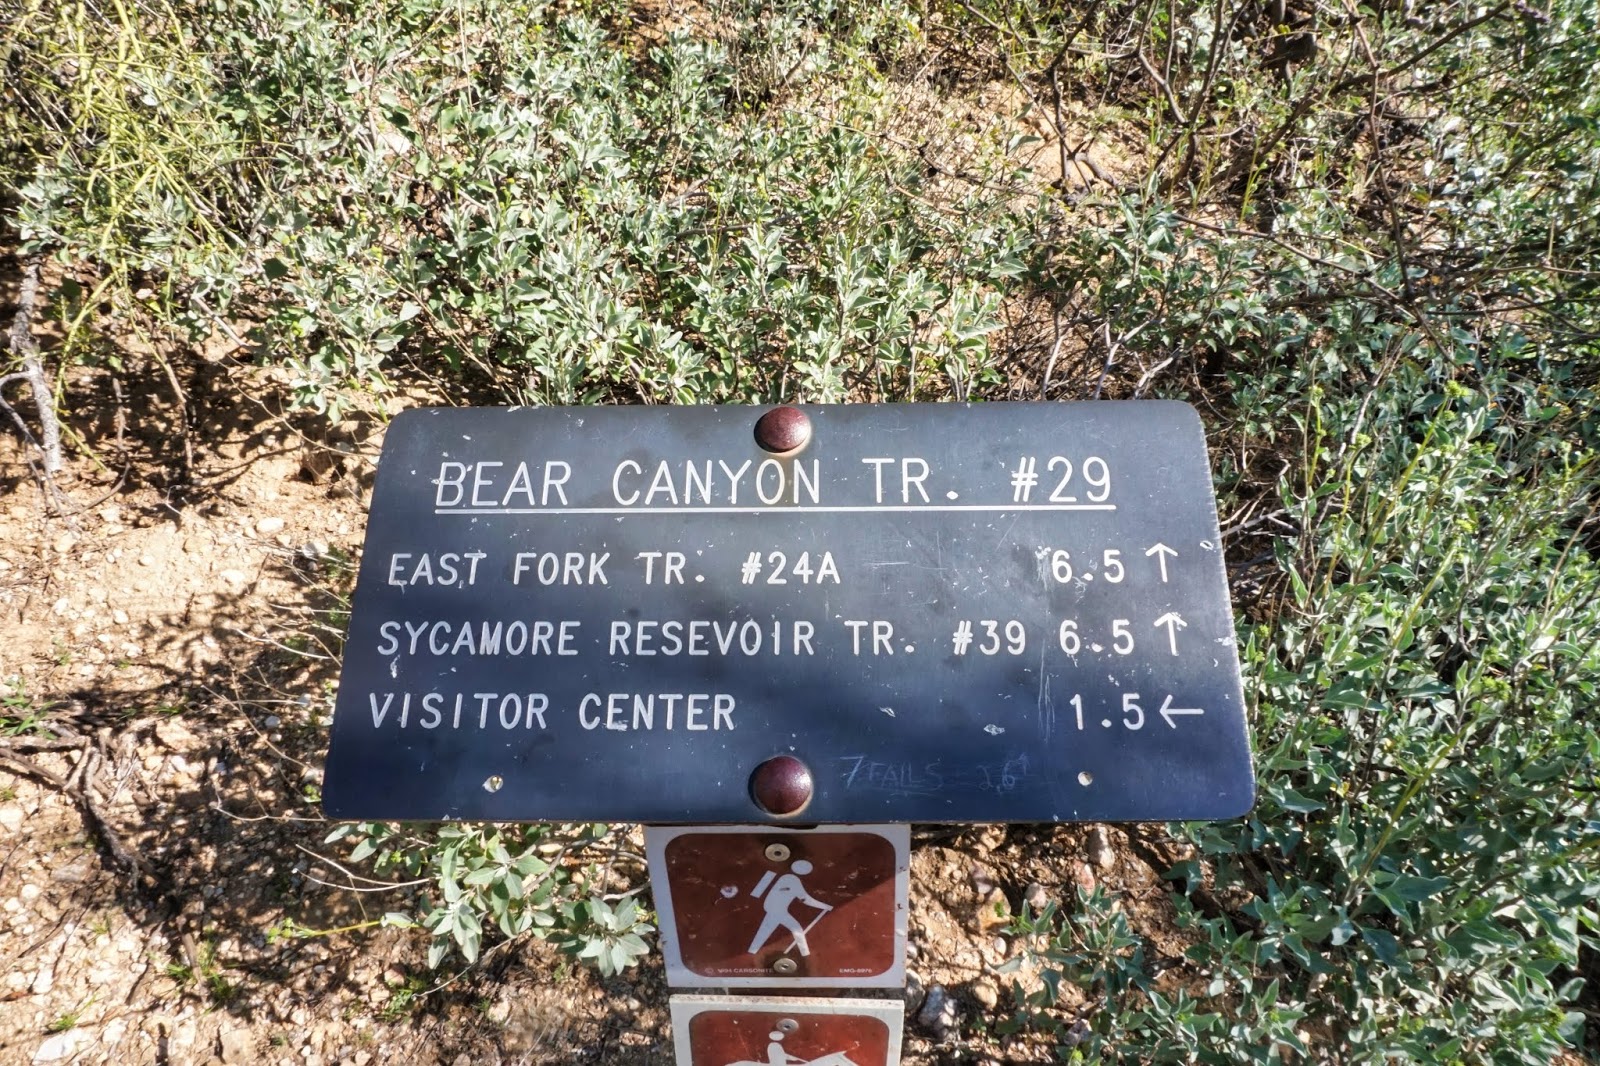 BEAR CANYON TR. #29
EAST FORK TR. #24A 6.5 ↑
SYCAMORE RESEVOIR TR. #39 6.5 ↑
VISITOR CENTER 1.5 ←
7 FALLS
CARSONITE